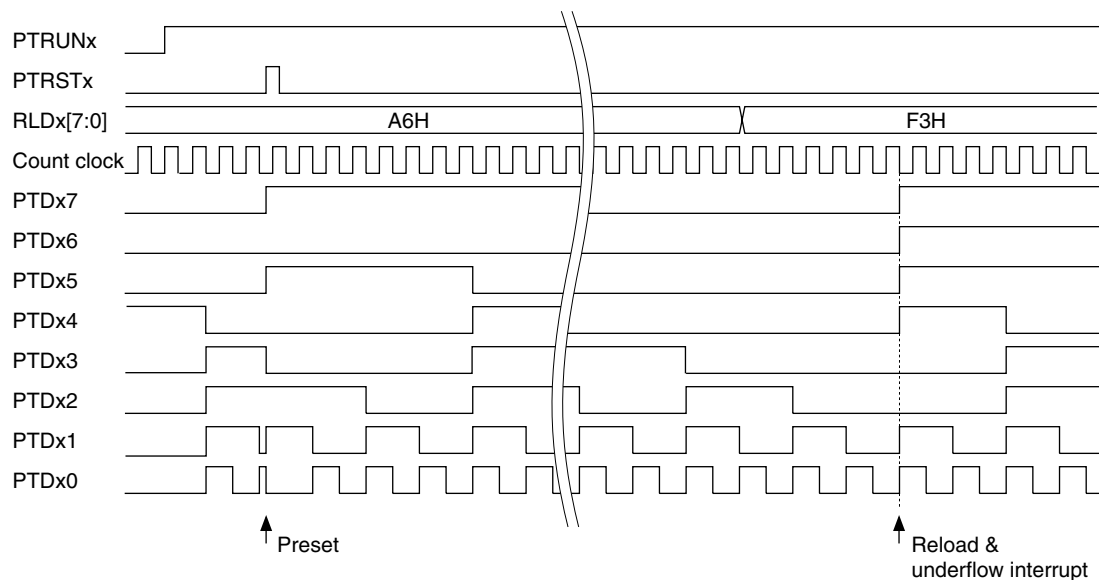 PTRUNx
PTRSTx
RLDx[7:0]
A6H
F3H
Count clock
PTDx7
PTDx6
PTDx5
PTDx4
PTDx3
PTDx2
PTDx1
PTDx0
Preset
Reload &
underflow interrupt